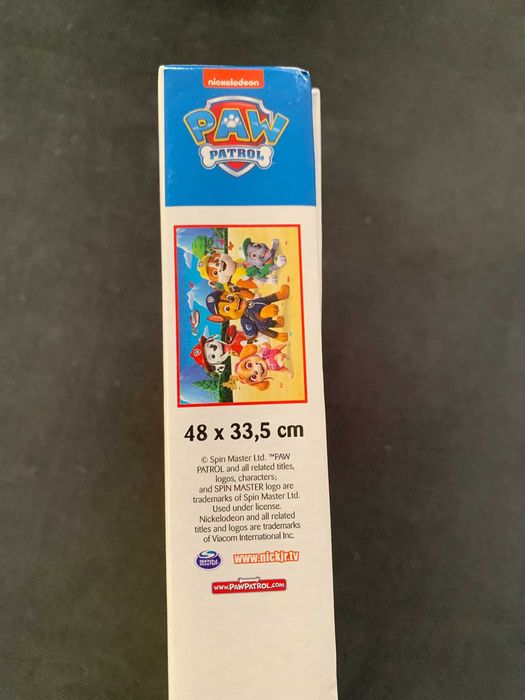 nickelodeon
PAW
PATROL
48 x 33,5 cm
© Spin Master Ltd. ™PAW
PATROL and all related titles,
logos, characters;
and SPIN MASTER logo are
trademarks of Spin Master Ltd.
Used under license.
Nickelodeon and all related
titles and logos are trademarks
of Viacom International Inc.
SPIN MASTER
www.nickjr.tv
www.PAWPATROL.COM